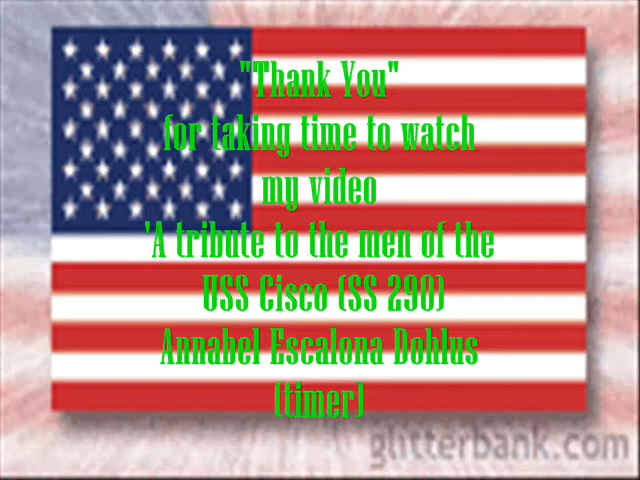 "Thank You"
for taking time to watch
my video
'A tribute to the men of the
USS Cisco (SS 290)
Annabel Escalona Dohlus
(timer)
glitterbank.com